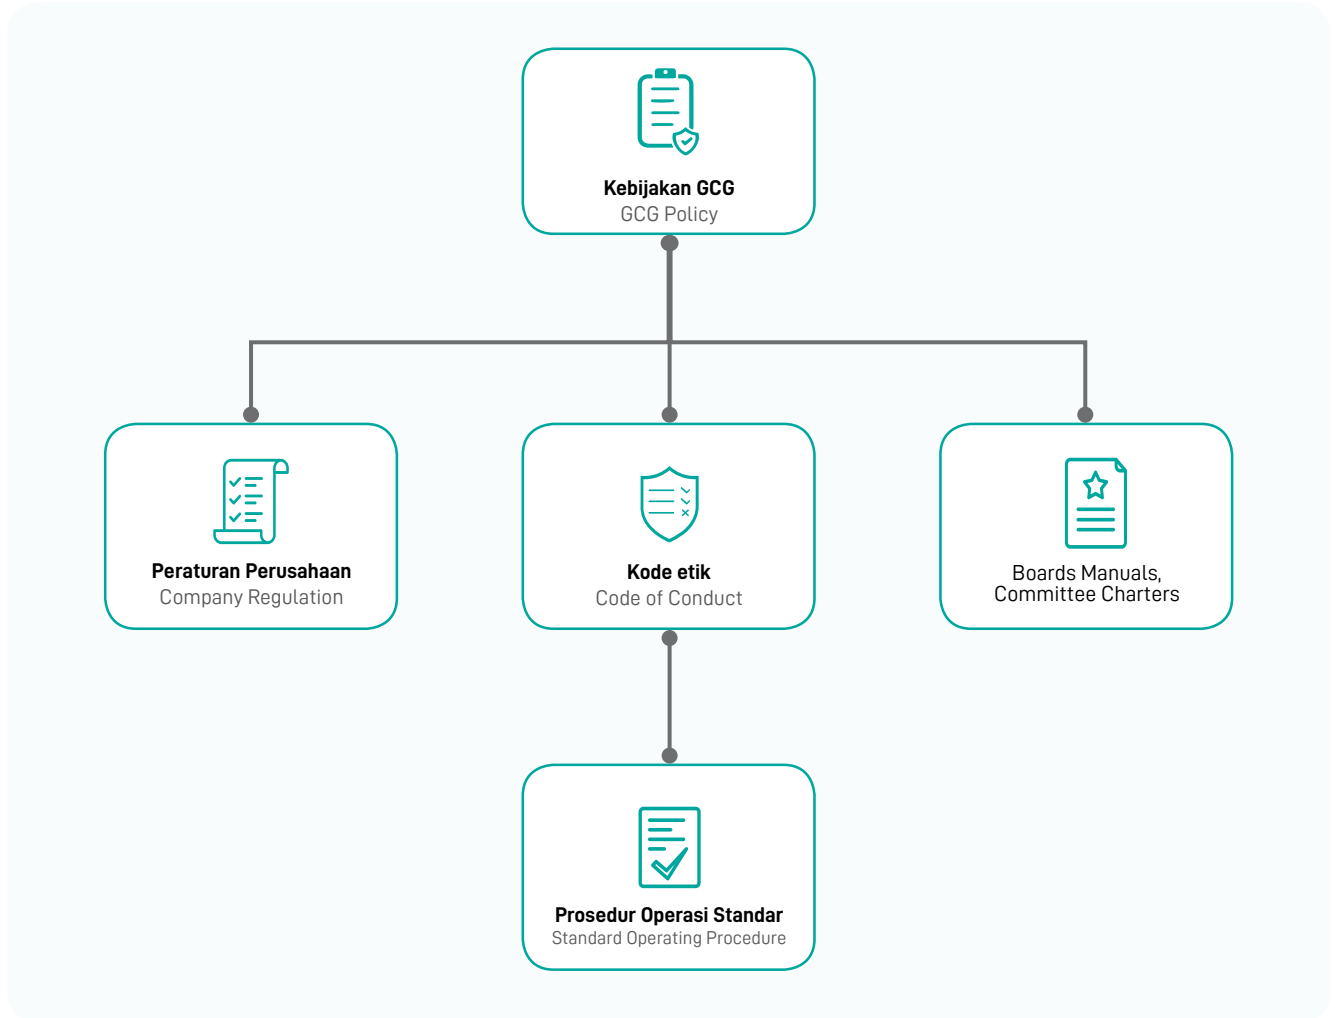 Kebijakan GCG
GCG Policy
Peraturan Perusahaan
Company Regulation
Kode etik
Code of Conduct
Boards Manuals,
Committee Charters
Prosedur Operasi Standar
Standard Operating Procedure